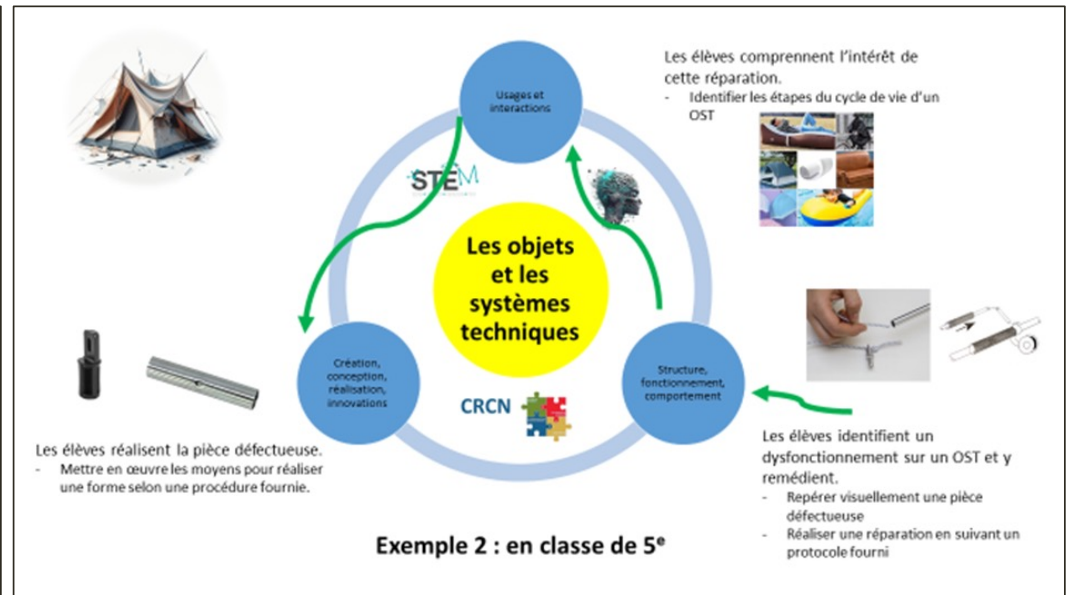 Usages et
interactions
Les élèves comprennent l'intérêt de
cette réparation.
- Identifier les étapes du cycle de vie d'un
OST
STEM
Les objets
et les
systèmes
techniques
Création,
conception,
réalisation,
innovations
Structure,
fonctionnement,
comportement
CRCN
Les élèves réalisent la pièce défectueuse.
- Mettre en œuvre les moyens pour réaliser
une forme selon une procédure fournie.
Les élèves identifient un
dysfonctionnement sur un OST et y
remédient.
- Repérer visuellement une pièce
défectueuse
- Réaliser une réparation en suivant un
protocole fourni
Exemple 2 : en classe de 5e